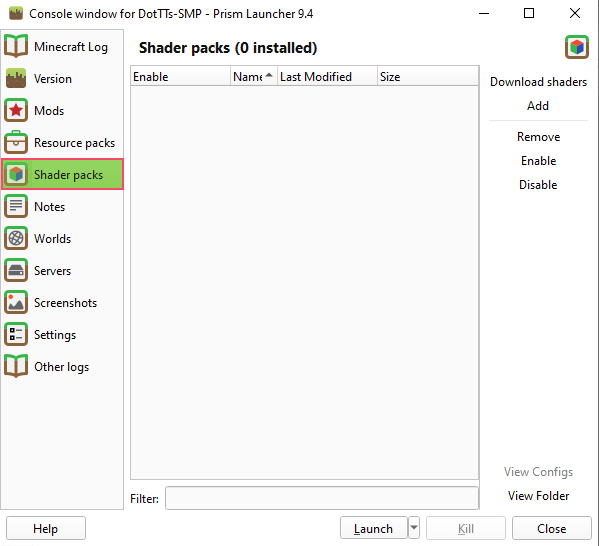 Console window for DotTTs-SMP - Prism Launcher 9.4
Minecraft Log
Version
Mods
Resource packs
Shader packs
Notes
Worlds
Servers
Screenshots
Settings
Other logs
Shader packs (0 installed)
Enable Name Last Modified Size
Download shaders
Add
Remove
Enable
Disable
View Configs
View Folder
Filter:
Help Launch Kill Close